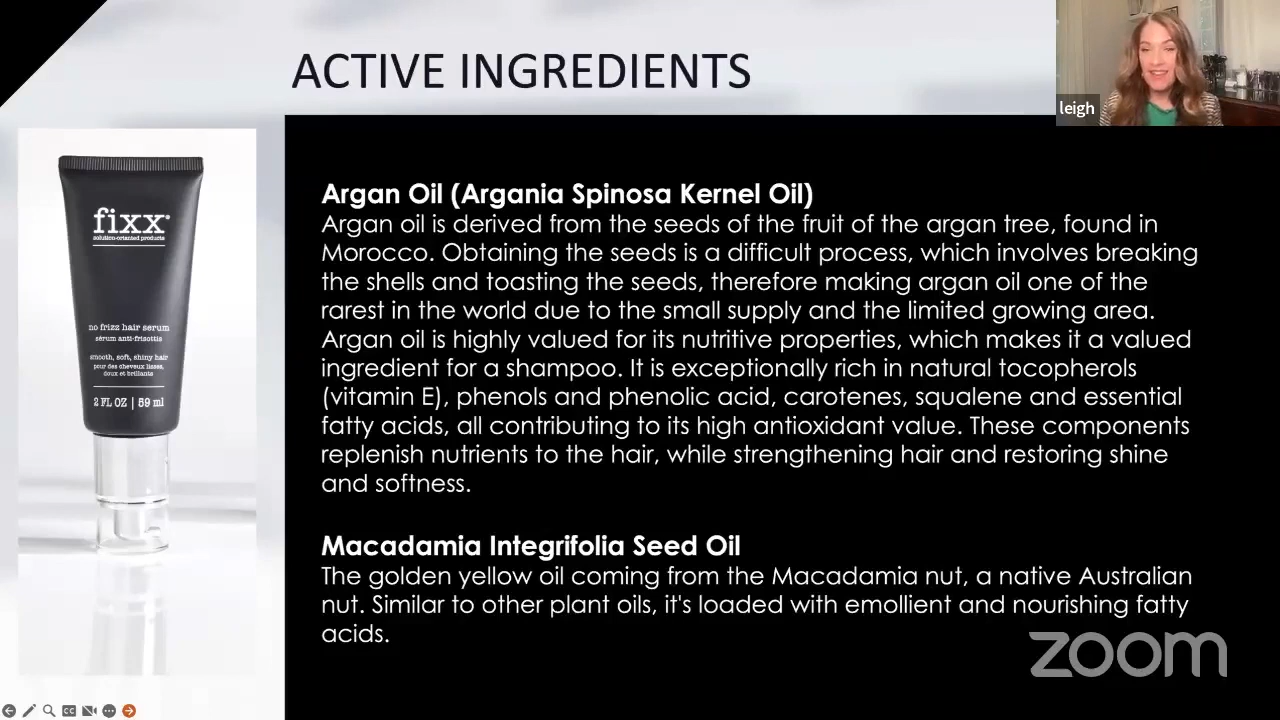 ACTIVE INGREDIENTS
leigh
fixx
solution-oriented products
no frizz hair serum
sérum anti-frisottis
smooth, soft, shiny hair
pour des cheveux lisses,
doux et brillants
2 FL OZ | 59 ml
Argan Oil (Argania Spinosa Kernel Oil)
Argan oil is derived from the seeds of the fruit of the argan tree, found in
Morocco. Obtaining the seeds is a difficult process, which involves breaking
the shells and toasting the seeds, therefore making argan oil one of the
rarest in the world due to the small supply and the limited growing area.
Argan oil is highly valued for its nutritive properties, which makes it a valued
ingredient for a shampoo. It is exceptionally rich in natural tocopherols
(vitamin E), phenols and phenolic acid, carotenes, squalene and essential
fatty acids, all contributing to its high antioxidant value. These components
replenish nutrients to the hair, while strengthening hair and restoring shine
and softness.
Macadamia Integrifolia Seed Oil
The golden yellow oil coming from the Macadamia nut, a native Australian
nut. Similar to other plant oils, it's loaded with emollient and nourishing fatty
acids.
zoom
CC